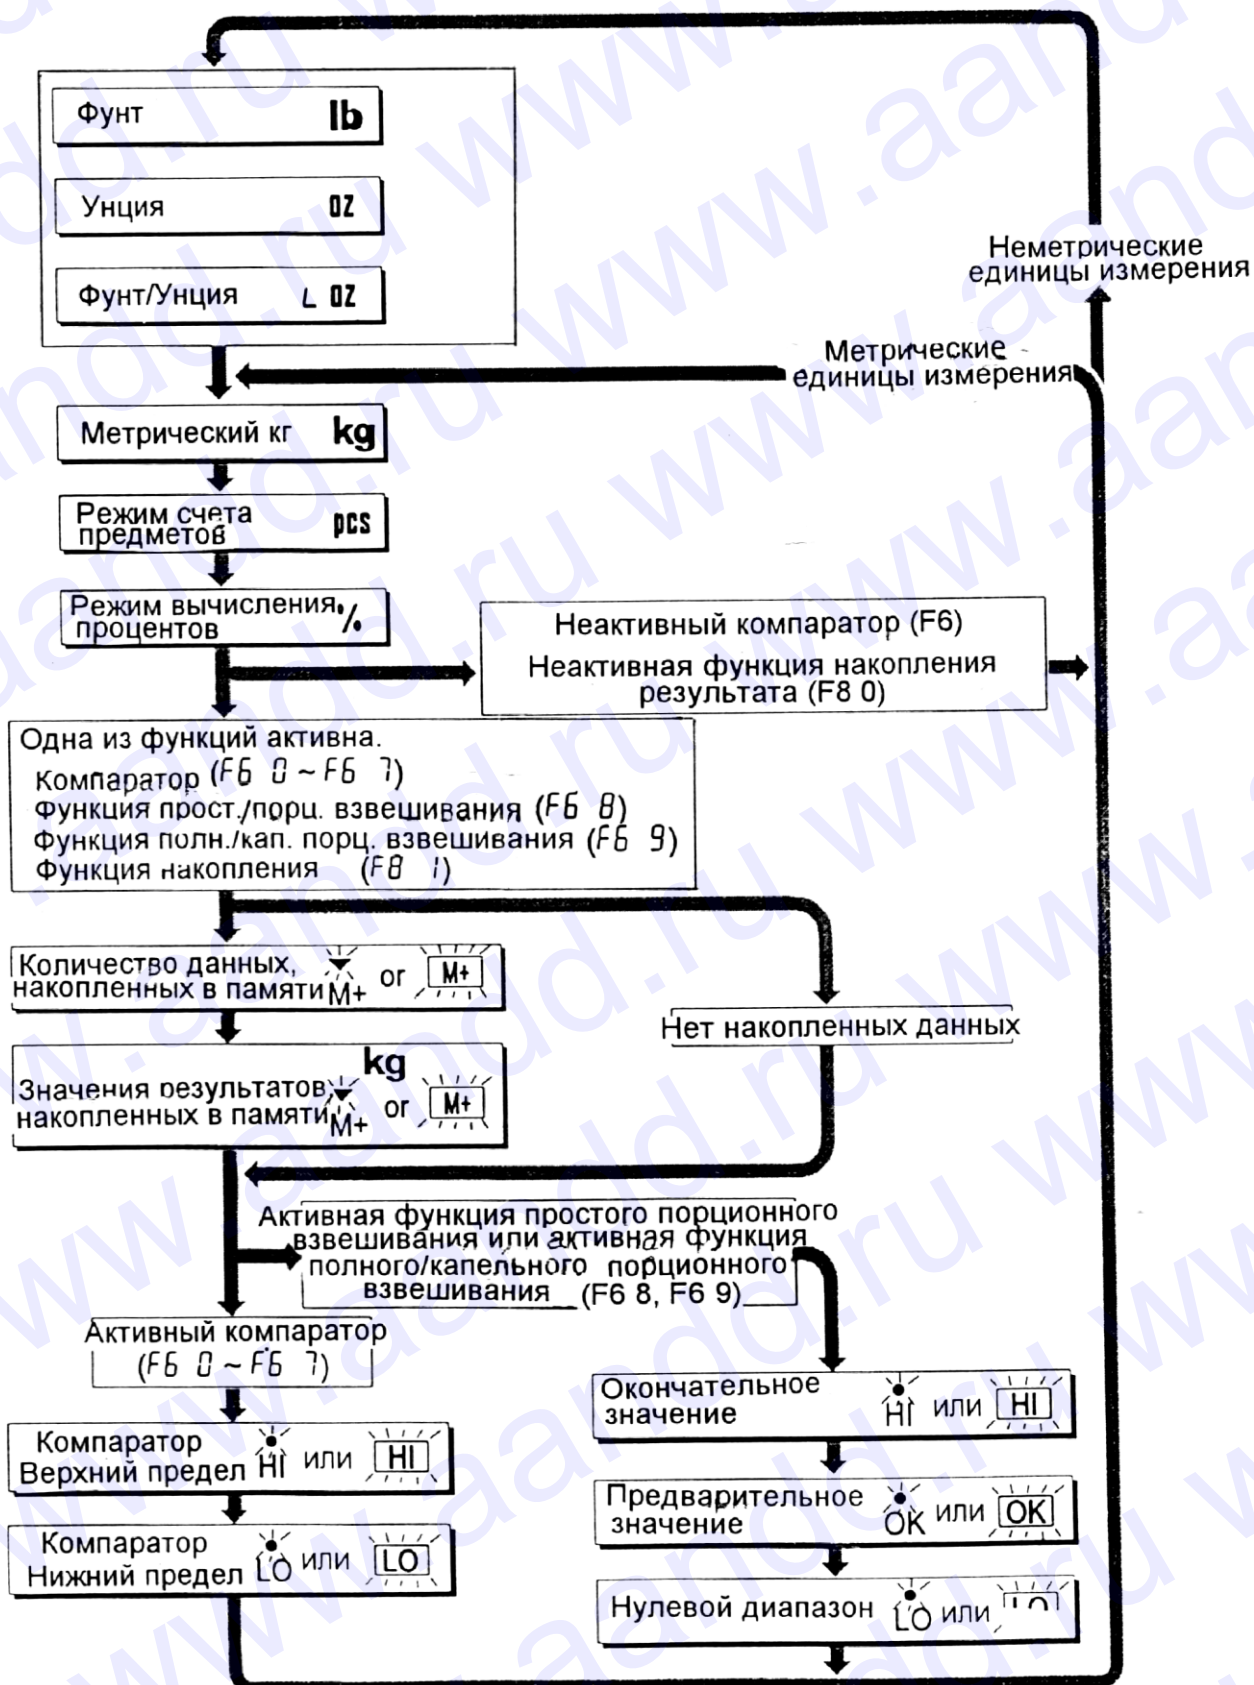 Фунт lb
Унция oz
Фунт/Унция L oz
Неметрические
единицы измерения
Метрические
единицы измерения
Метрический кг kg
Режим счета
предметов pcs
Режим вычисления
процентов %
Неактивный компаратор (F6)
Неактивная функция накопления
результата (F8 0)
Одна из функций активна.
Компаратор (F6 0 ~ F6 7)
Функция прост./порц. взвешивания (F6 8)
Функция полн./кап. порц. взвешивания (F6 9)
Функция накопления (F8 1)
Количество данных,
накопленных в памяти M+ or M+
Нет накопленных данных
kg
Значения результатов,
накопленных в памяти M+ or M+
Активная функция простого порционного
взвешивания или активная функция
полного/капельного порционного
взвешивания (F6 8, F6 9)
Активный компаратор
(F6 0 ~ F6 7)
Окончательное
значение HI или HI
Компаратор
Верхний предел HI или HI
Предварительное
значение OK или OK
Компаратор
Нижний предел LO или LO
Нулевой диапазон LO или
www.aandd.ru